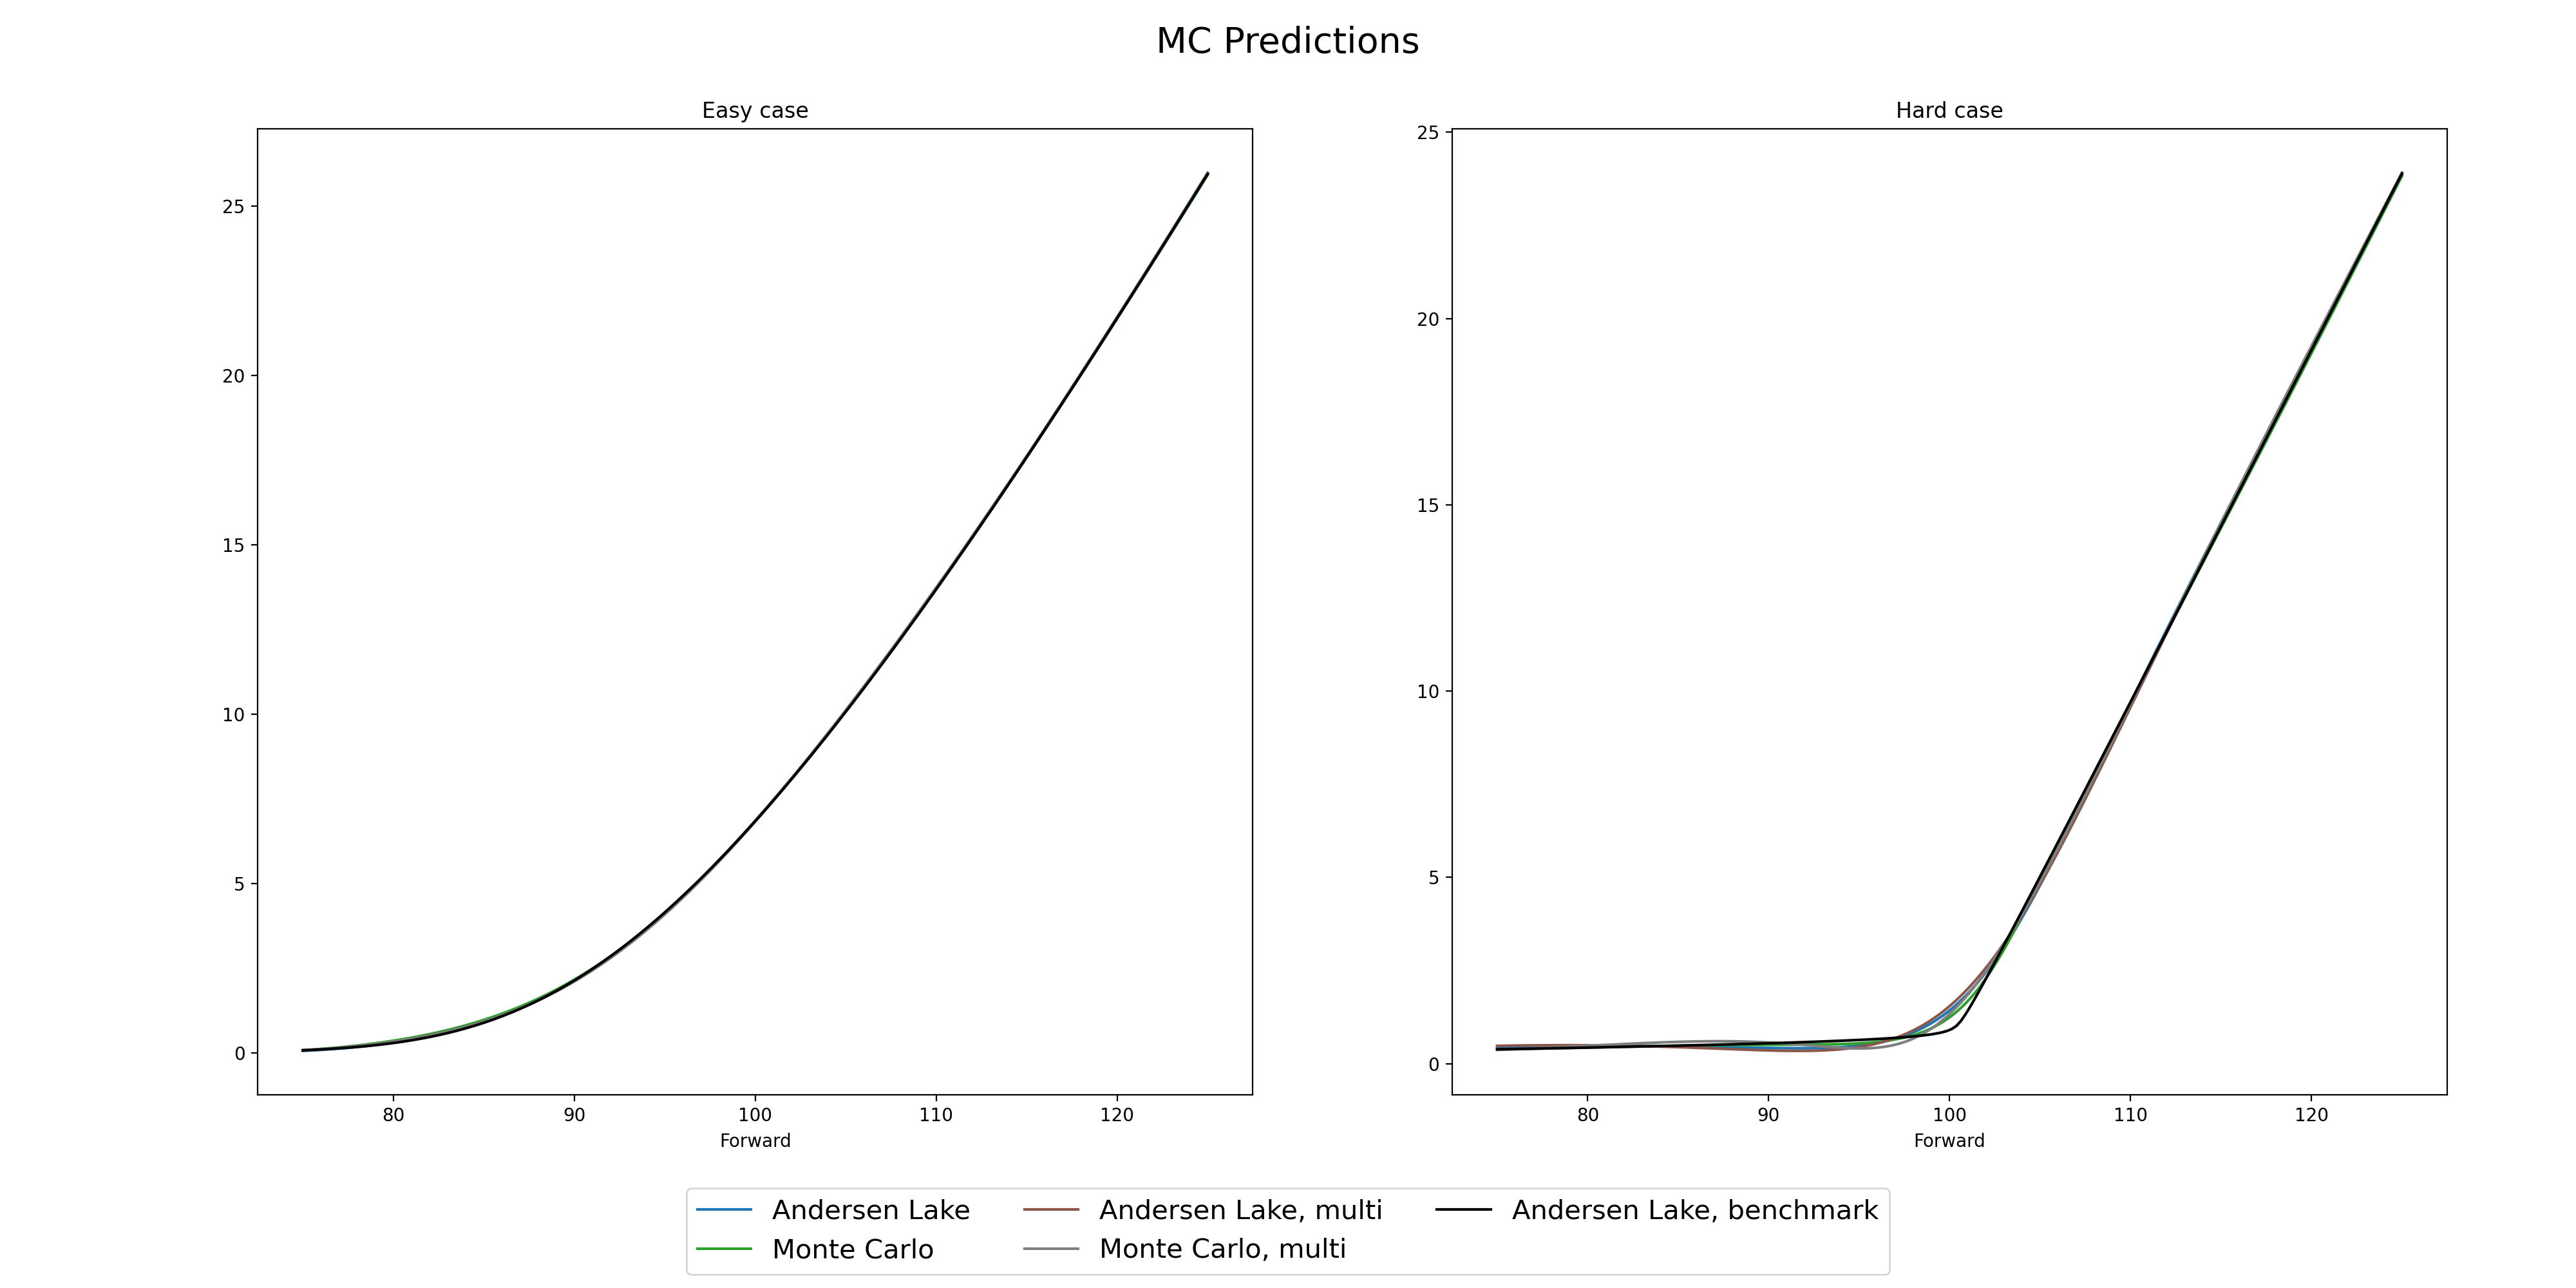 MC Predictions
Easy case
25
20
15
10
5
0
80 90 100 110 120
Forward
Hard case
25
20
15
10
5
0
80 90 100 110 120
Forward
Andersen Lake
Monte Carlo
Andersen Lake, multi
Monte Carlo, multi
Andersen Lake, benchmark